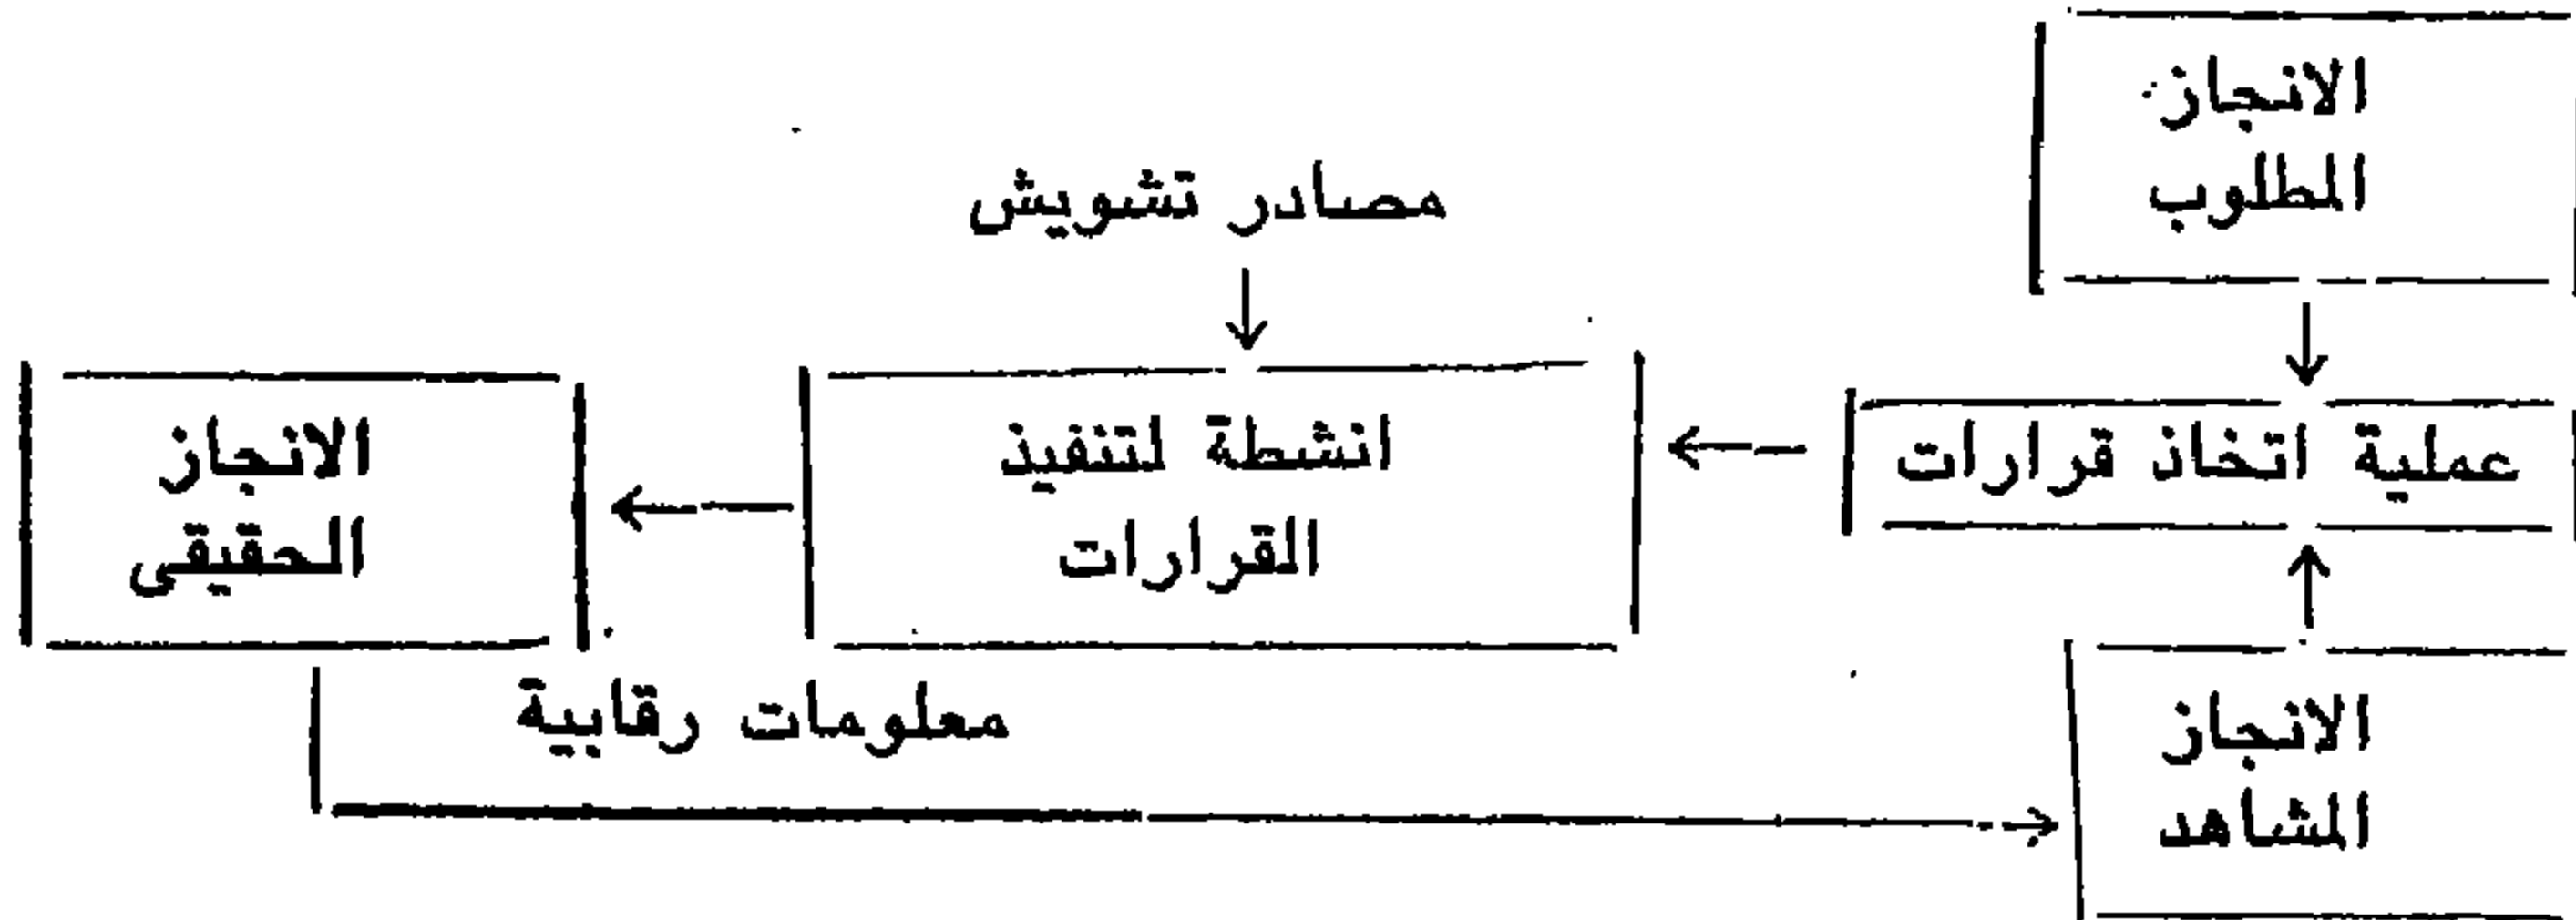 الانجاز
المطلوب
مصادر تشويش
عملية اتخاذ قرارات
انشطة لتنفيذ
القرارات
الانجاز
الحقيقى
معلومات رقابية
الانجاز
المشاهد